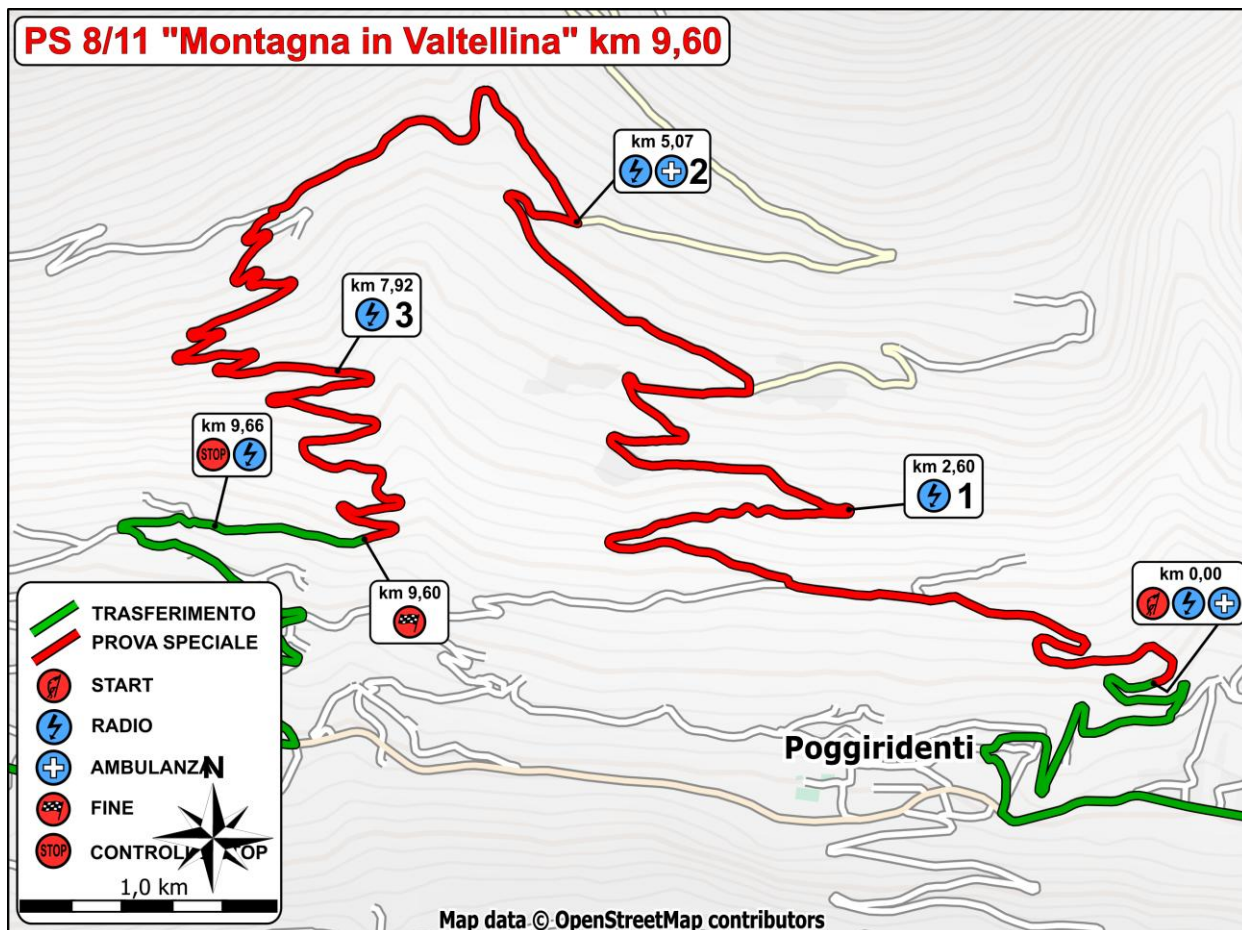 PS 8/11 "Montagna in Valtellina" km 9,60
km 5,07
2
km 7,92
3
km 9,66
STOP
km 2,60
1
km 0,00
km 9,60
Poggiridenti
TRASFERIMENTO
PROVA SPECIALE
START
RADIO
AMBULANZA
N
FINE
STOP
1,0 km
Map data © OpenStreetMap contributors